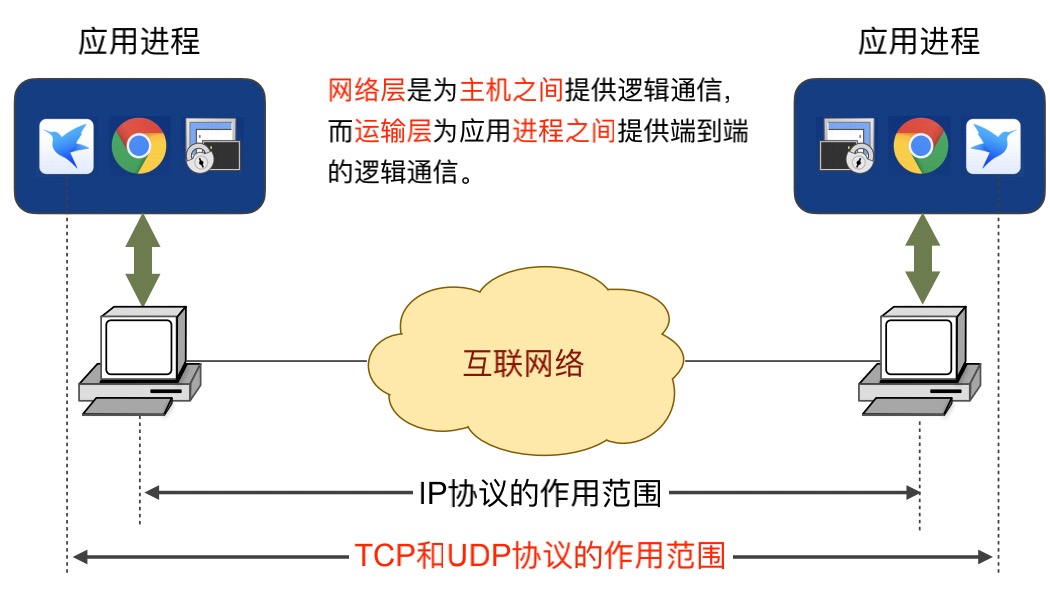 应用进程
应用进程
网络层是为主机之间提供逻辑通信,
而运输层为应用进程之间提供端到端
的逻辑通信。
互联网络
IP协议的作用范围
TCP和UDP协议的作用范围